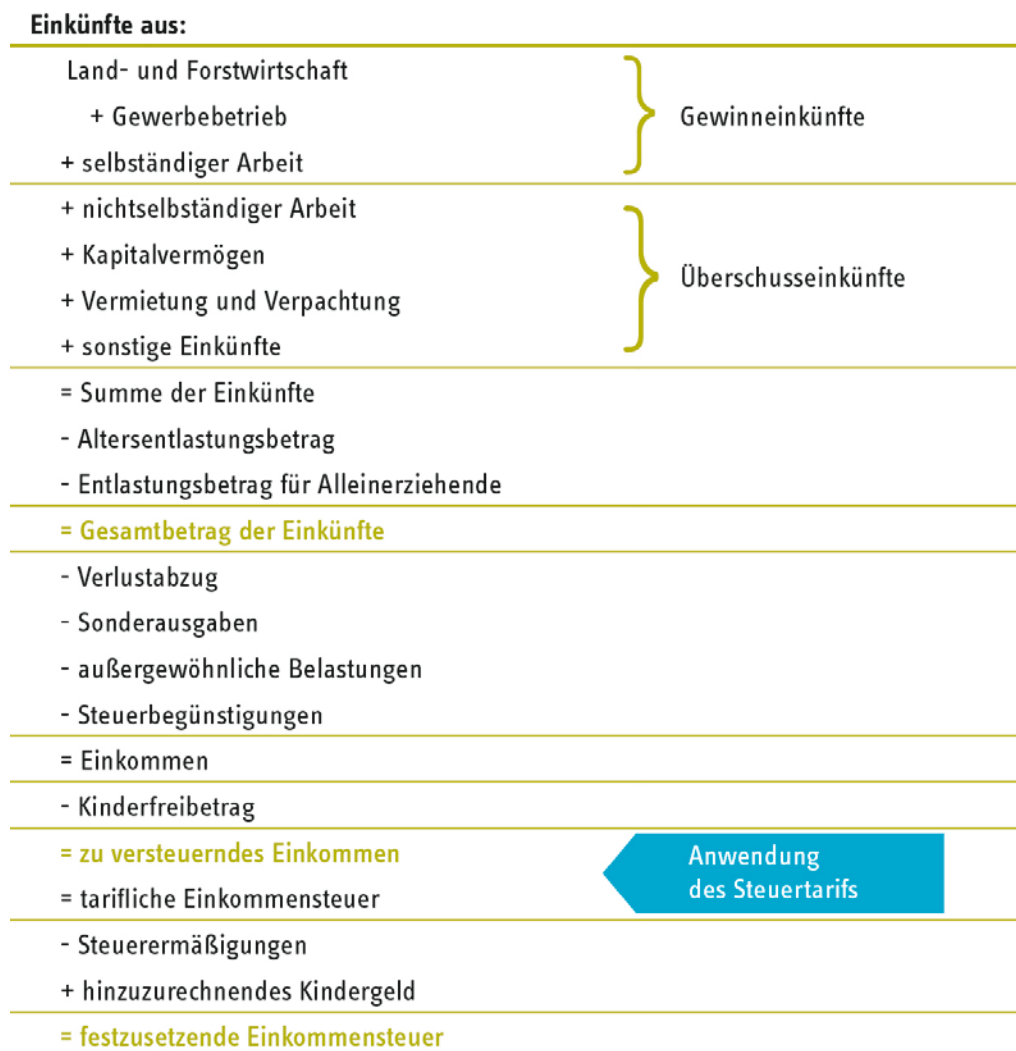 Einkünfte aus:
Land- und Forstwirtschaft
+ Gewerbebetrieb
+ selbständiger Arbeit
Gewinneinkünfte
+ nichtselbständiger Arbeit
+ Kapitalvermögen
+ Vermietung und Verpachtung
+ sonstige Einkünfte
Überschusseinkünfte
= Summe der Einkünfte
- Altersentlastungsbetrag
- Entlastungsbetrag für Alleinerziehende
= Gesamtbetrag der Einkünfte
- Verlustabzug
- Sonderausgaben
- außergewöhnliche Belastungen
- Steuerbegünstigungen
= Einkommen
- Kinderfreibetrag
= zu versteuerndes Einkommen
= tarifliche Einkommensteuer
Anwendung
des Steuertarifs
- Steuerermäßigungen
+ hinzuzurechnendes Kindergeld
= festzusetzende Einkommensteuer